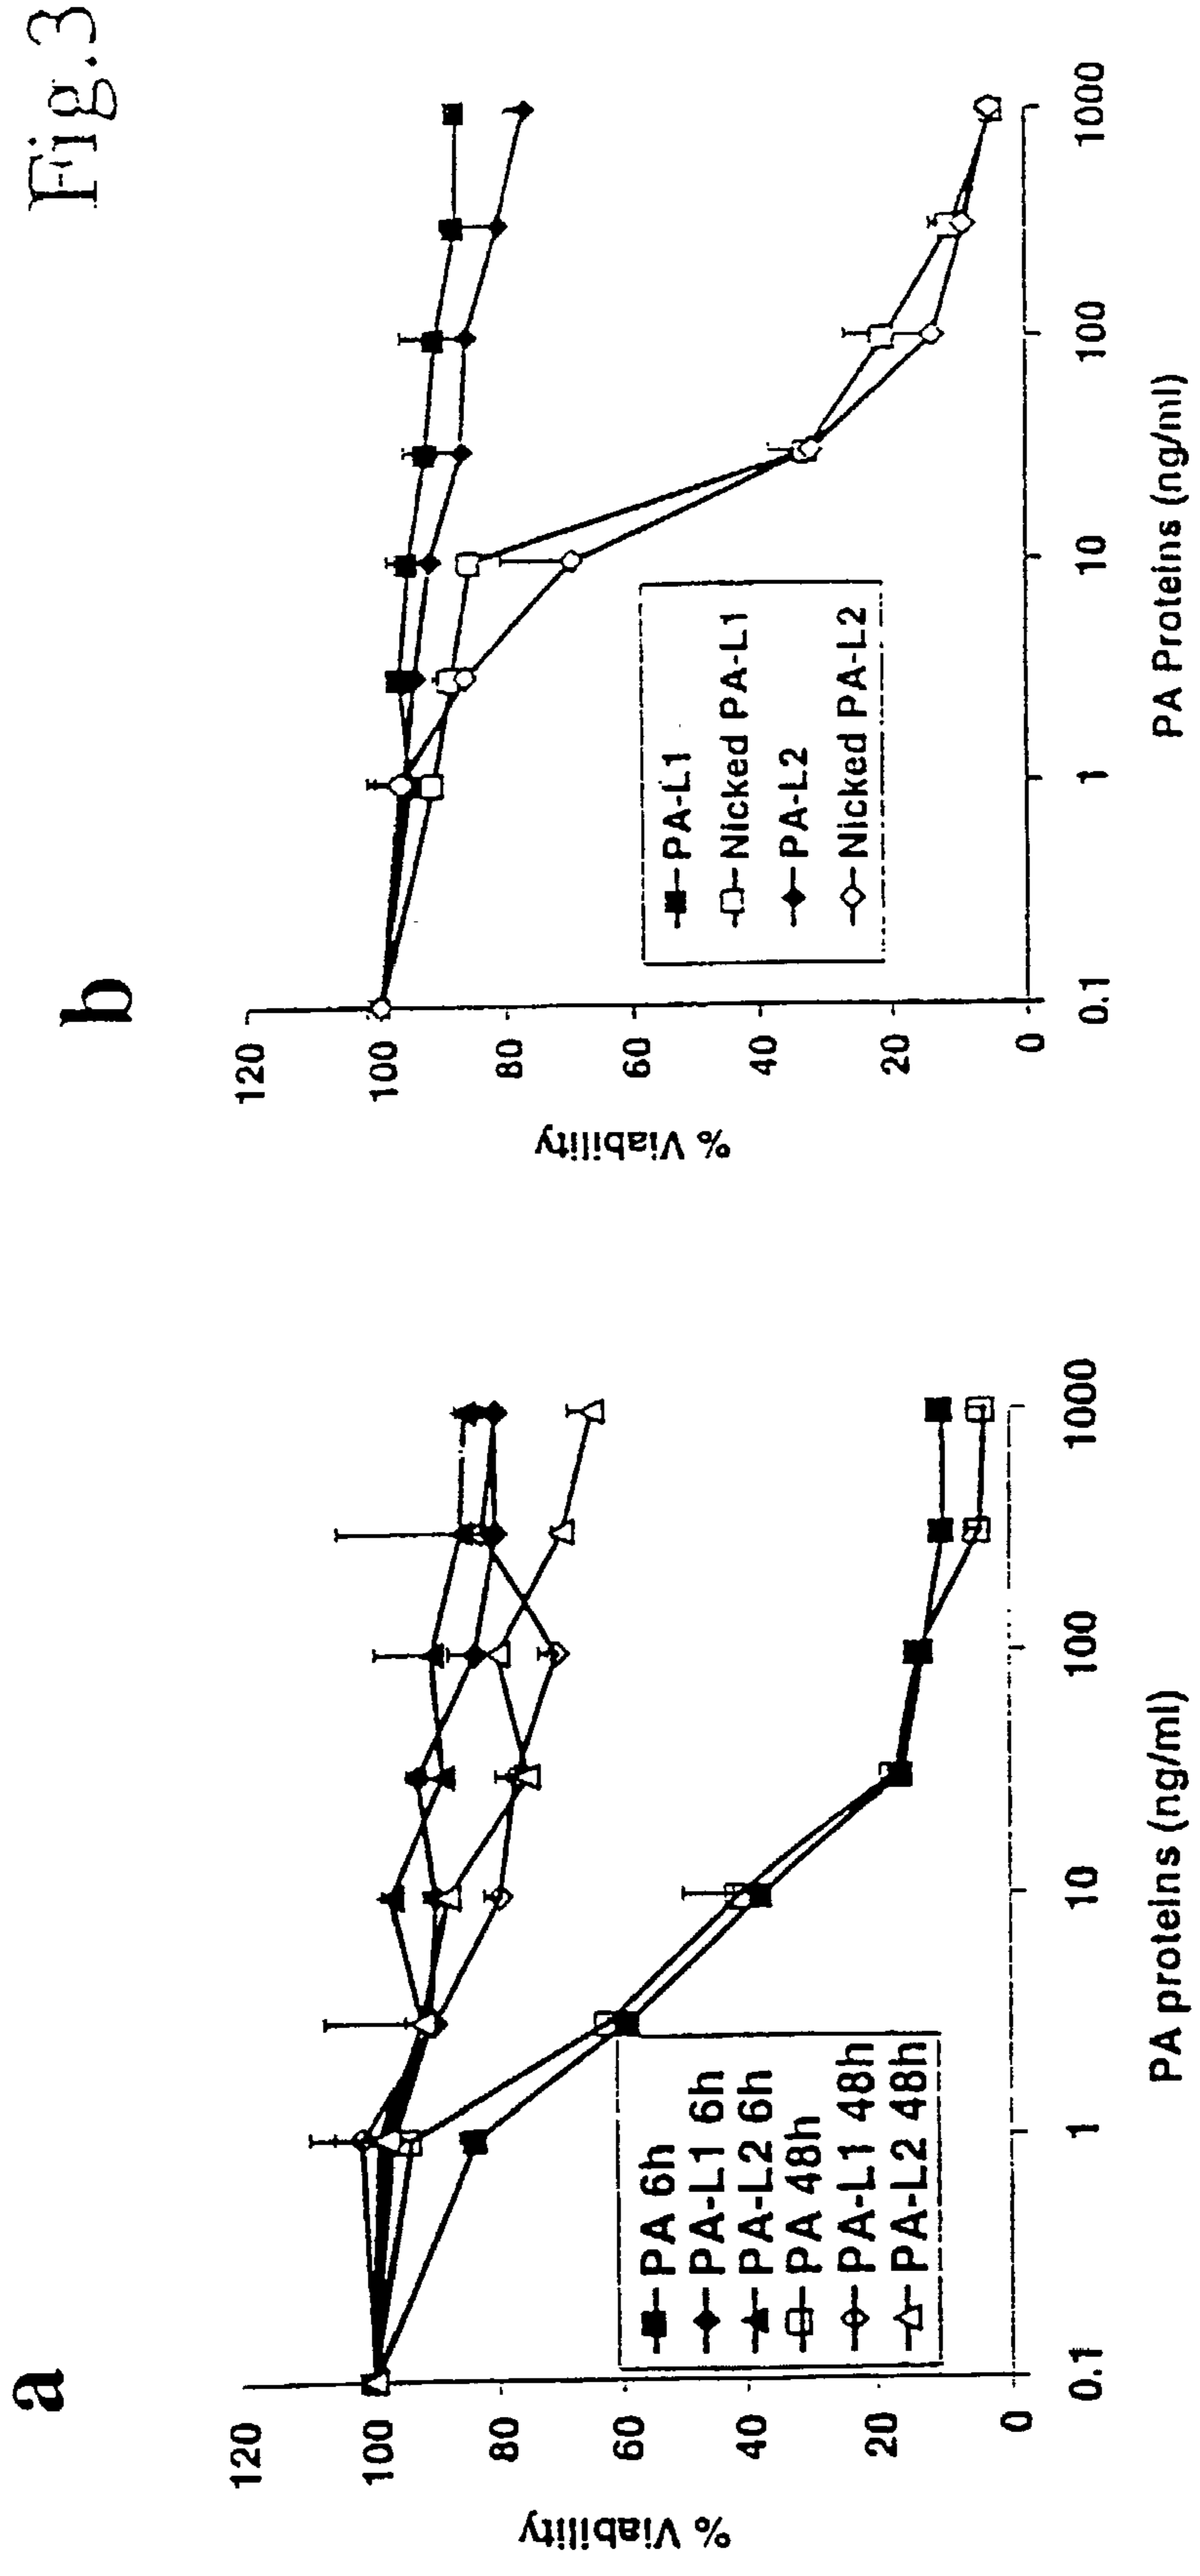 Fig.3
a
% Viability
120
100
80
60
40
20
0
0.1
1
10
100
1000
PA proteins (ng/ml)
PA 6h
PA-L1 6h
PA-L2 6h
PA 48h
PA-L1 48h
PA-L2 48h
b
% Viability
120
100
80
60
40
20
0
0.1
1
10
100
1000
PA Proteins (ng/ml)
PA-L1
Nicked PA-L1
PA-L2
Nicked PA-L2